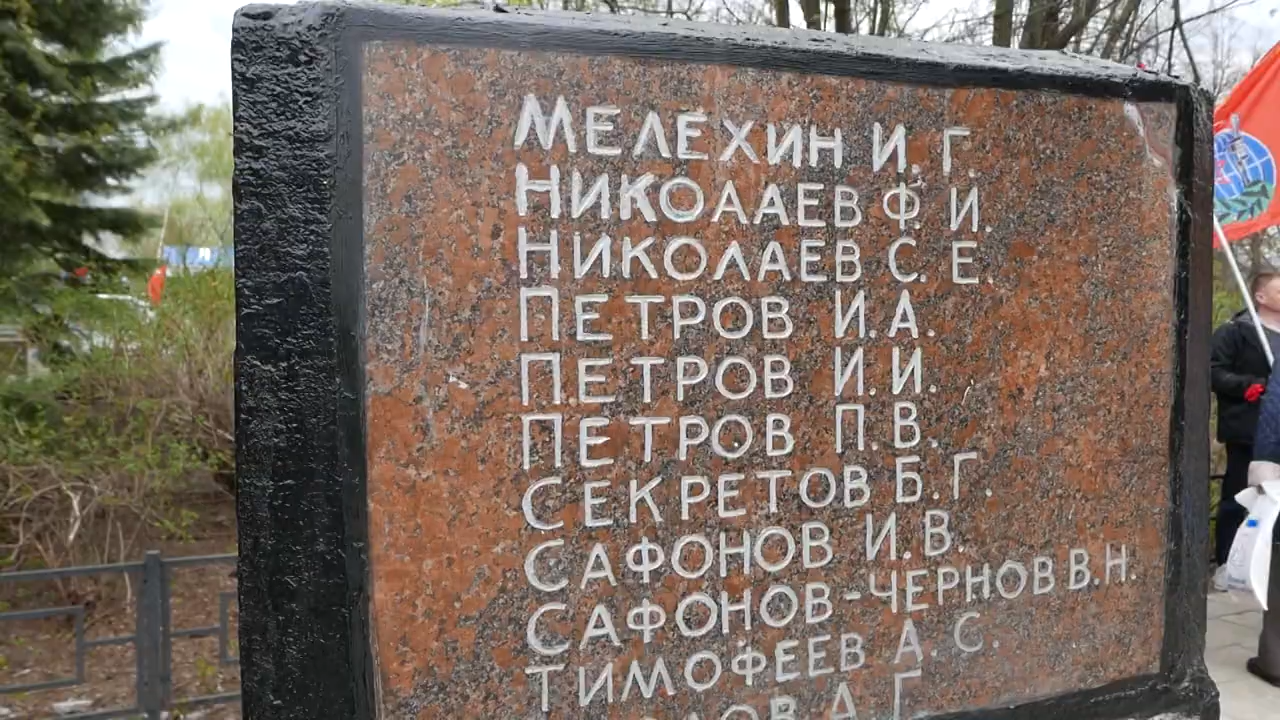 МЕЛЕХИН И. Г.
НИКОЛАЕВ Ф. И.
НИКОЛАЕВ С. Е.
ПЕТРОВ И. А.
ПЕТРОВ И. И.
ПЕТРОВ П. В.
СЕКРЕТОВ Б. Г.
САФОНОВ И. В.
САФОНОВ-ЧЕРНОВ В. Н.
ТИМОФЕЕВ А. С.